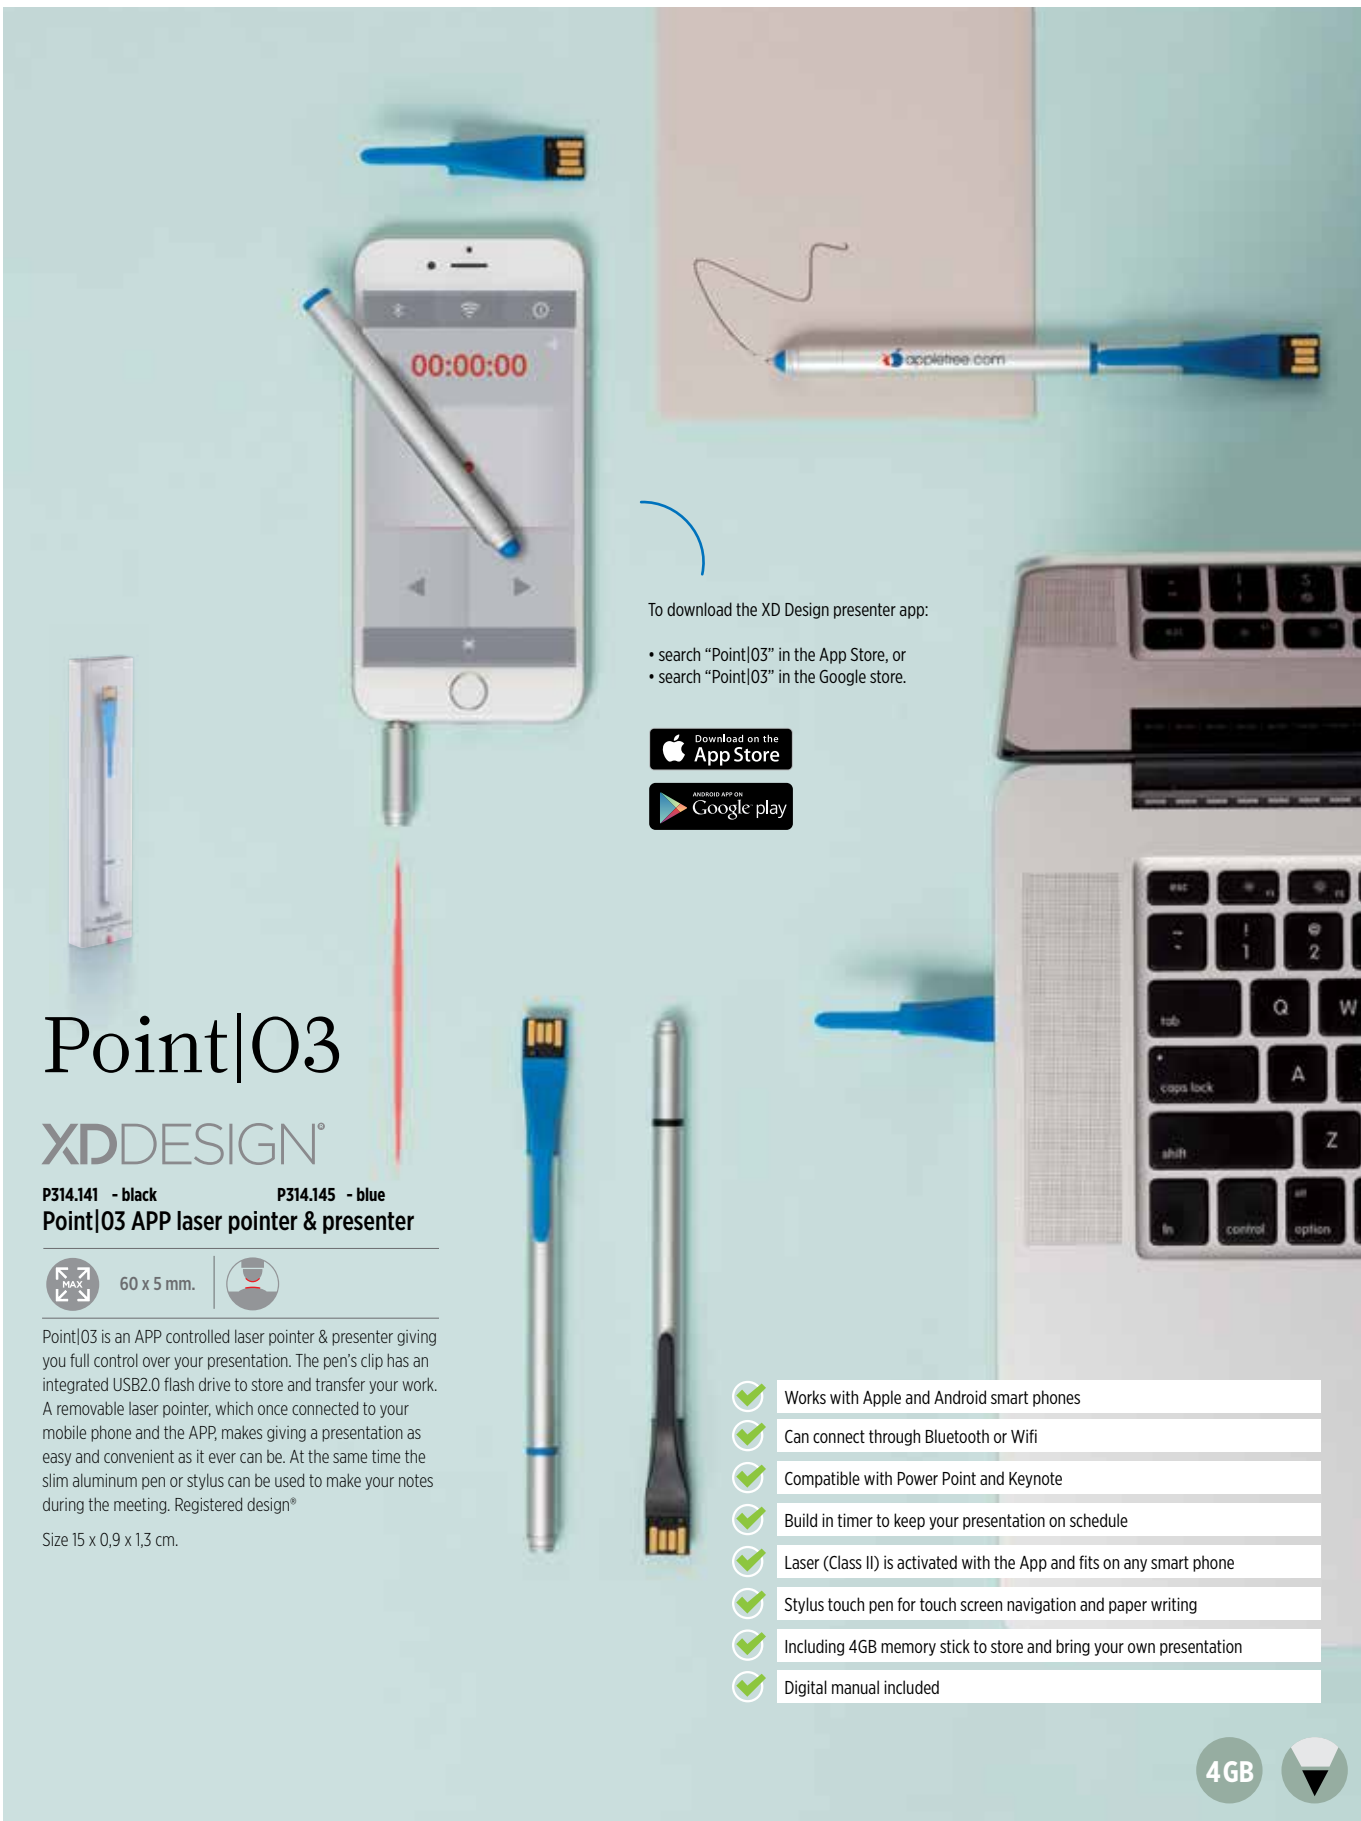 00:00:00
appletree.com
To download the XD Design presenter app:
• search “Point|03” in the App Store, or
• search “Point|03” in the Google store.
Download on the
App Store
ANDROID APP ON
Google play
esc
! 1
@ 2
tab
Q
W
caps lock
A
shift
Z
fn
control
alt
option
Point|03
XDDESIGN®
P314.141 - black P314.145 - blue
Point|03 APP laser pointer & presenter
MAX
60 x 5 mm.
Point|03 is an APP controlled laser pointer & presenter giving
you full control over your presentation. The pen’s clip has an
integrated USB2.0 flash drive to store and transfer your work.
A removable laser pointer, which once connected to your
mobile phone and the APP, makes giving a presentation as
easy and convenient as it ever can be. At the same time the
slim aluminum pen or stylus can be used to make your notes
during the meeting. Registered design®
Size 15 x 0,9 x 1,3 cm.
Works with Apple and Android smart phones
Can connect through Bluetooth or Wifi
Compatible with Power Point and Keynote
Build in timer to keep your presentation on schedule
Laser (Class II) is activated with the App and fits on any smart phone
Stylus touch pen for touch screen navigation and paper writing
Including 4GB memory stick to store and bring your own presentation
Digital manual included
4GB